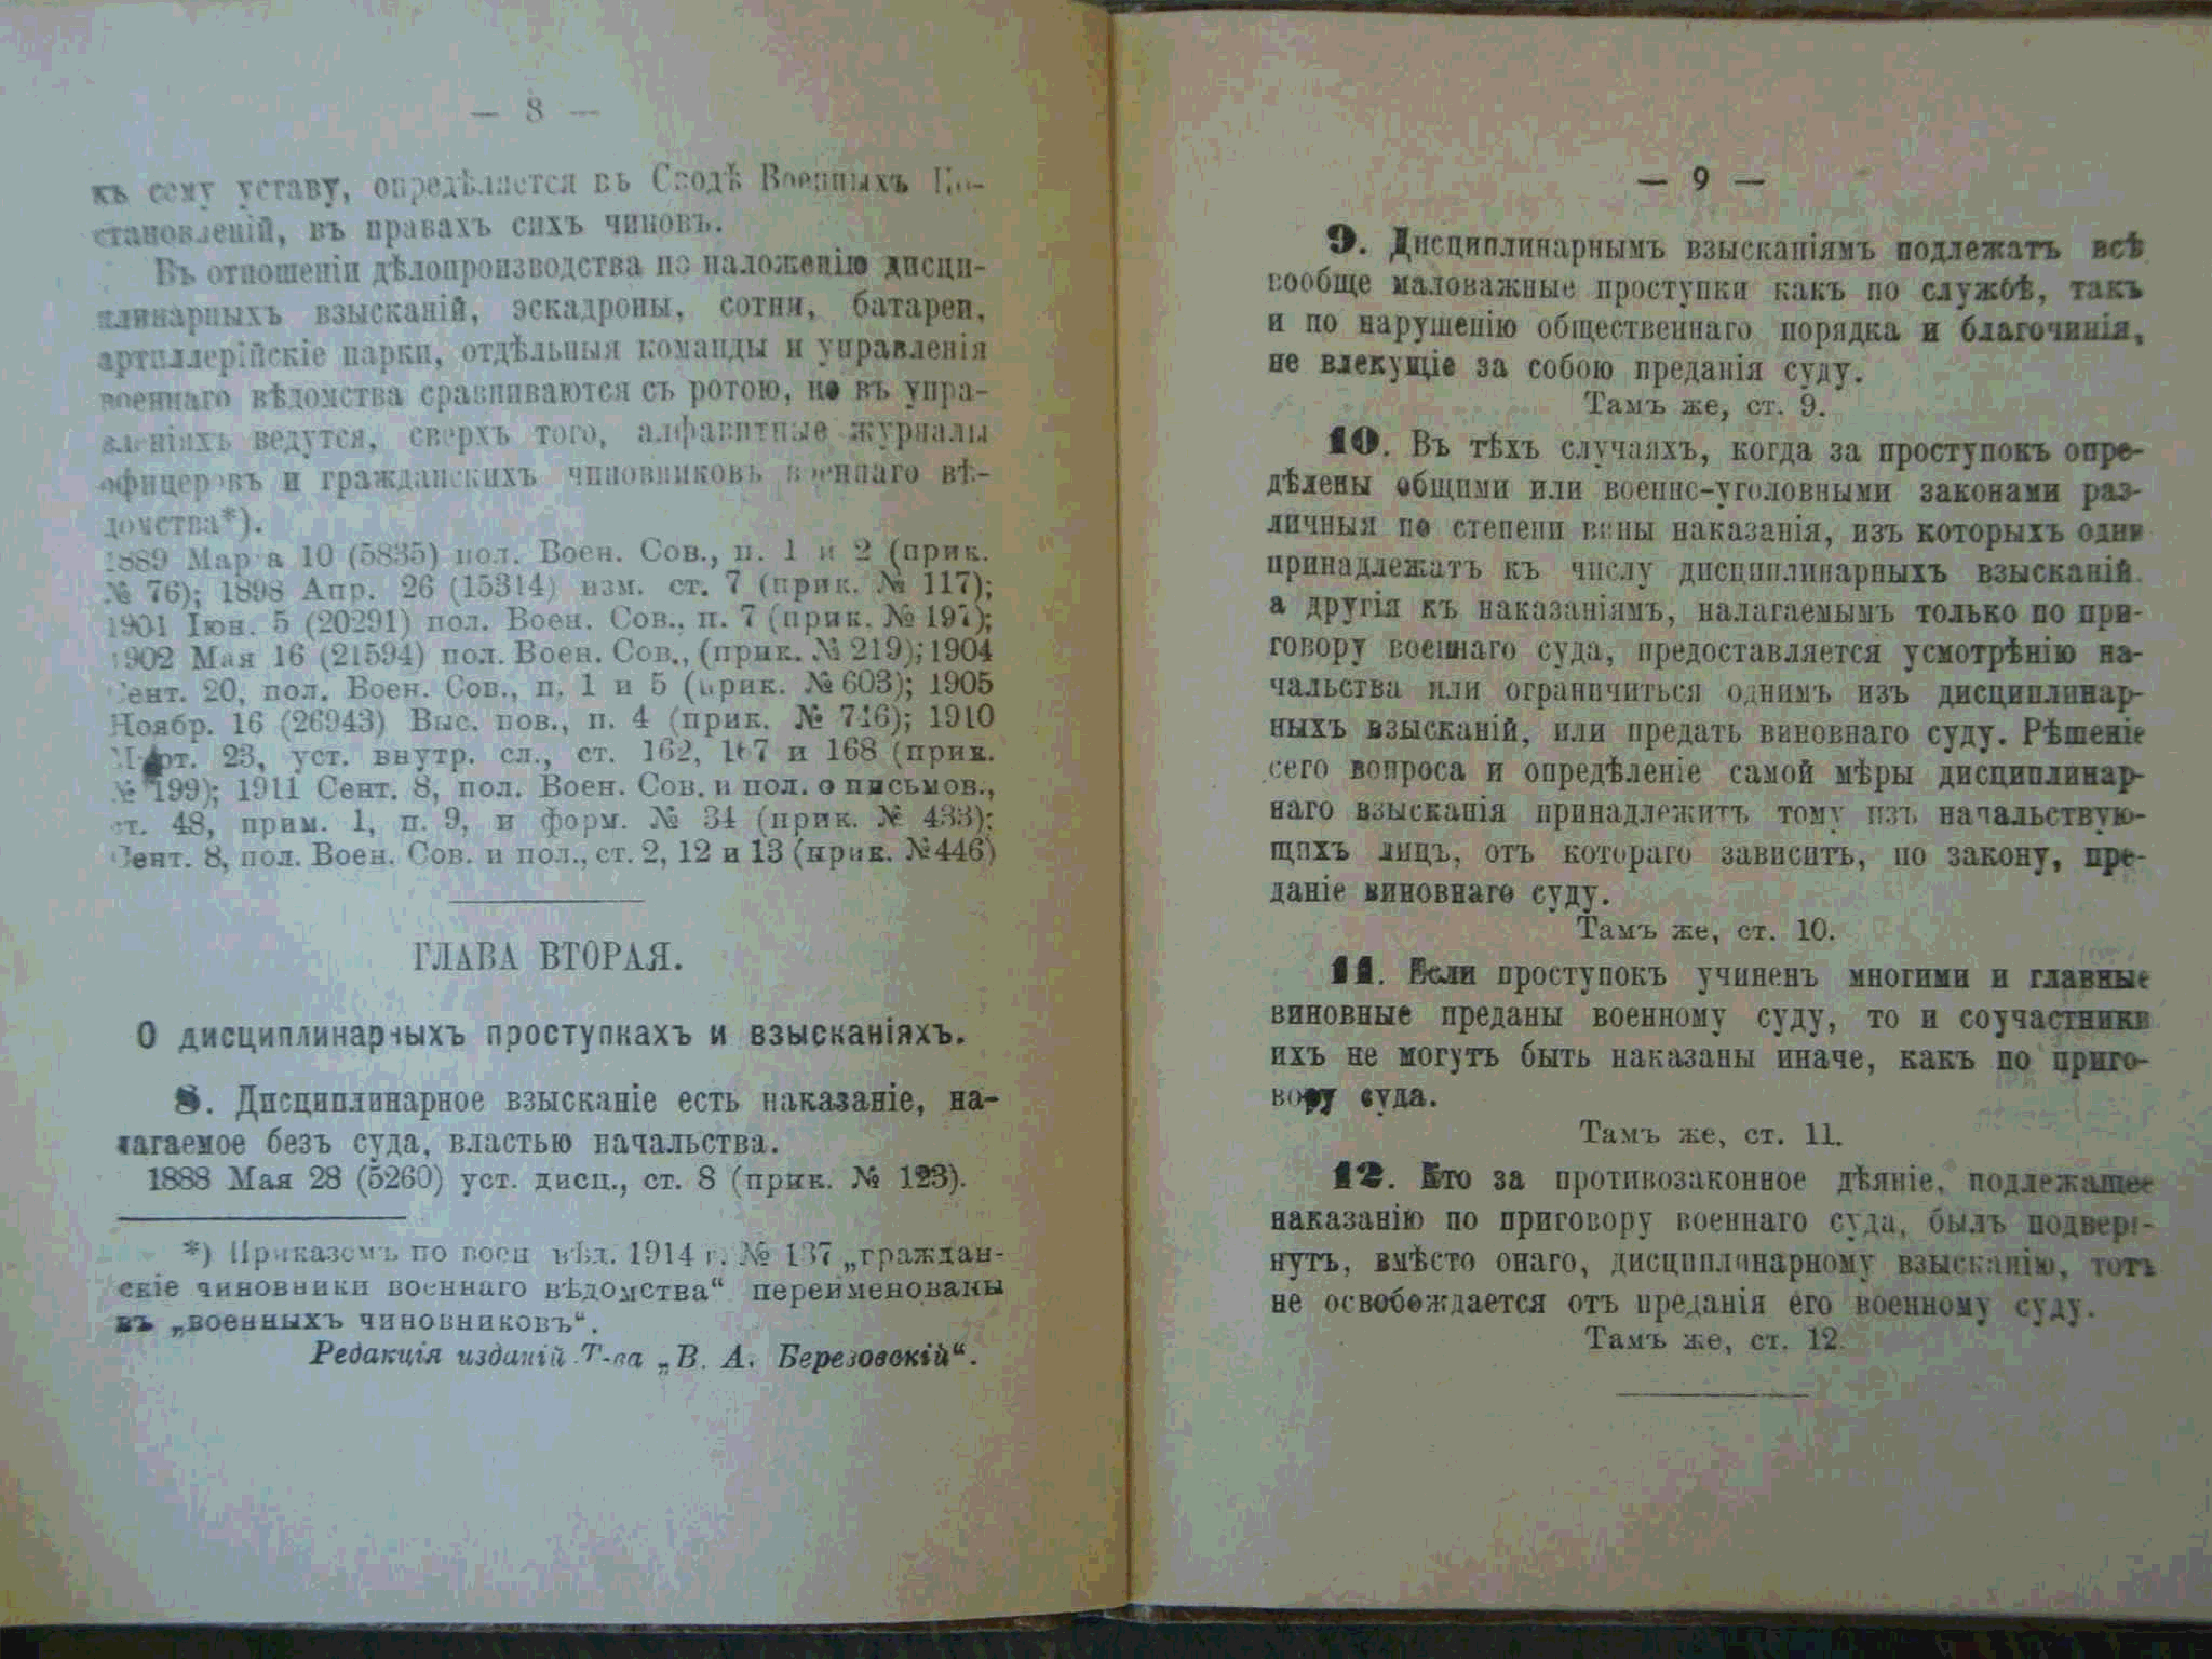 — 8 —
къ сему уставу, опредѣляется въ Сводѣ Военныхъ По-
становленій, въ правахъ сихъ чиновъ.
Въ отношеніи дѣлопроизводства по наложенію дисци-
плинарныхъ взысканій, эскадроны, сотни, батареи,
артиллерійскіе парки, отдѣльныя команды и управленія
военнаго вѣдомства сравниваются съ ротою, но въ упра-
вленіяхъ ведутся, сверхъ того, алфавитные журналы
офицеровъ и гражданскихъ чиновниковъ военнаго вѣ-
домства*).
1889 Марта 10 (5835) пол. Воен. Сов., п. 1 и 2 (прик.
№ 76); 1898 Апр. 26 (15314) изм. ст. 7 (прик. № 117);
1901 Іюн. 5 (20291) пол. Воен. Сов., п. 7 (прик. № 197);
1902 Мая 16 (21594) пол. Воен. Сов., (прик. № 219); 1904
Сент. 20, пол. Воен. Сов., п. 1 и 5 (прик. № 603); 1905
Ноябр. 16 (26943) Выс. пов., п. 4 (прик. № 746); 1910
Март. 23, уст. внутр. сл., ст. 162, 167 и 168 (прик.
№ 199); 1911 Сент. 8, пол. Воен. Сов. и пол. о письмов.,
ст. 48, прим. 1, п. 9, и форм. № 34 (прик. № 433);
Сент. 8, пол. Воен. Сов. и пол., ст. 2, 12 и 13 (прик. № 446)
ГЛАВА ВТОРАЯ.
О дисциплинарныхъ проступкахъ и взысканіяхъ.
8. Дисциплинарное взысканіе есть наказаніе, на-
лагаемое безъ суда, властью начальства.
1888 Мая 28 (5260) уст. дисц., ст. 8 (прик. № 123).
*) Приказомъ по воен вѣд. 1914 г. № 137 „граждан-
скіе чиновники военнаго вѣдомства“ переименованы
въ „военныхъ чиновниковъ“.
Редакція изданій Т-ва „В. А. Березовскій“.
— 9 —
9. Дисциплинарнымъ взысканіямъ подлежатъ всѣ
вообще маловажные проступки какъ по службѣ, такъ
и по нарушенію общественнаго порядка и благочинія,
не влекущіе за собою преданія суду.
Тамъ же, ст. 9.
10. Въ тѣхъ случаяхъ, когда за проступокъ опре-
дѣлены общими или военно-уголовными законами раз-
личныя по степени вины наказанія, изъ которыхъ одни
принадлежатъ къ числу дисциплинарныхъ взысканій.
а другія къ наказаніямъ, налагаемымъ только по при-
говору военнаго суда, предоставляется усмотрѣнію на-
чальства или ограничиться однимъ изъ дисциплинар-
ныхъ взысканій, или предать виновнаго суду. Рѣшеніе
сего вопроса и опредѣленіе самой мѣры дисциплинар-
наго взысканія принадлежитъ тому изъ начальствую-
щихъ лицъ, отъ котораго зависитъ, по закону, пре-
даніе виновнаго суду.
Тамъ же, ст. 10.
11. Если проступокъ учиненъ многими и главные
виновные преданы военному суду, то и соучастники
ихъ не могутъ быть наказаны иначе, какъ по приго-
вору суда.
Тамъ же, ст. 11.
12. Кто за противозаконное дѣяніе, подлежащее
наказанію по приговору военнаго суда, былъ подверг-
нутъ, вмѣсто онаго, дисциплинарному взысканію, тотъ
не освобождается отъ преданія его военному суду.
Тамъ же, ст. 12